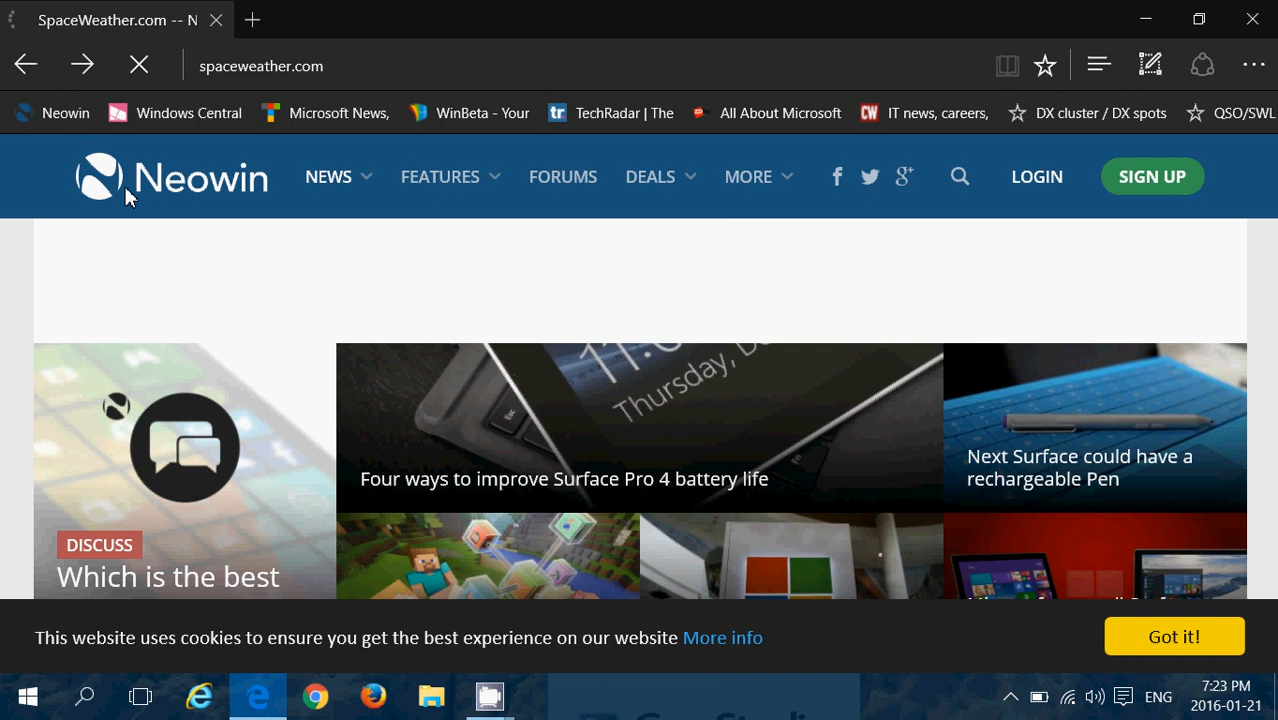 SpaceWeather.com -- N
spaceweather.com
Neowin
Windows Central
Microsoft News,
WinBeta - Your
TechRadar | The
All About Microsoft
CW IT news, careers,
DX cluster / DX spots
QSO/SWL
Neowin
NEWS
FEATURES
FORUMS
DEALS
MORE
LOGIN
SIGN UP
Thursday,
Four ways to improve Surface Pro 4 battery life
Next Surface could have a
rechargeable Pen
DISCUSS
Which is the best
This website uses cookies to ensure you get the best experience on our website More info
Got it!
ENG
7:23 PM
2016-01-21